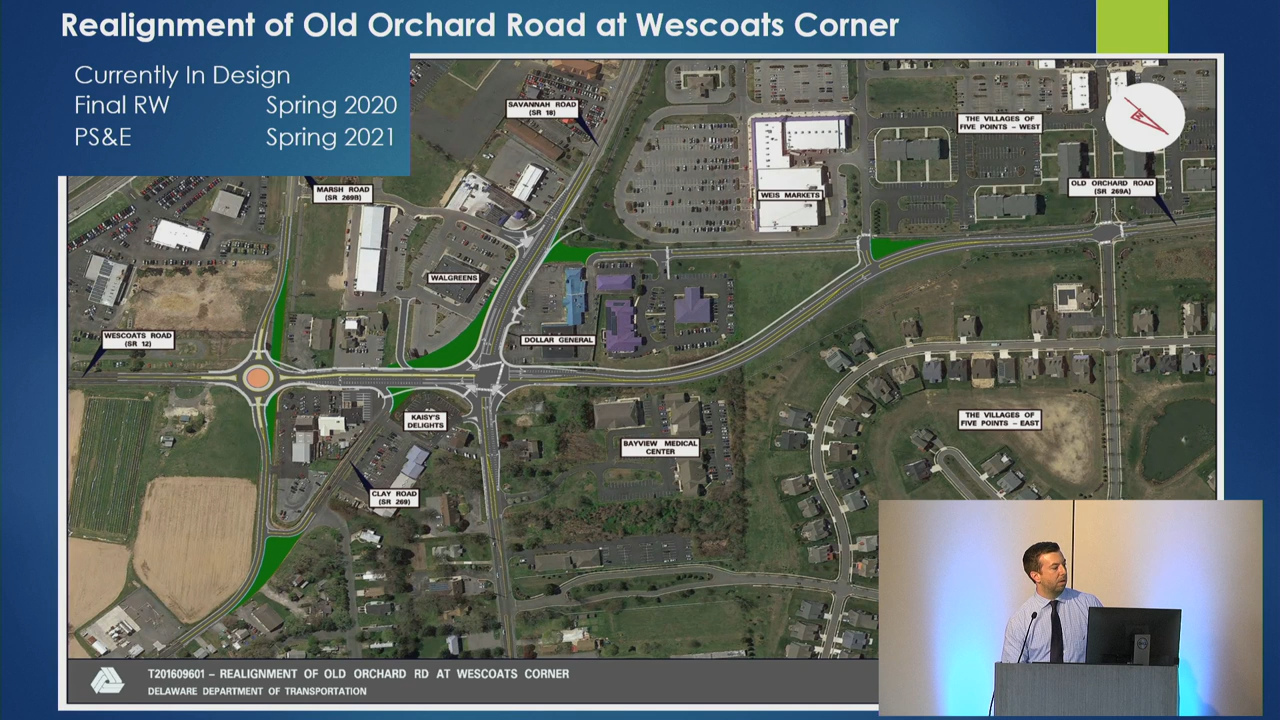 Realignment of Old Orchard Road at Wescoats Corner
Currently In Design
Final RW Spring 2020
PS&E Spring 2021
SAVANNAH ROAD
(SR 18)
THE VILLAGES OF
FIVE POINTS - WEST
MARSH ROAD
(SR 269B)
WEIS MARKETS
OLD ORCHARD ROAD
(SR 269A)
WALGREENS
WESCOATS ROAD
(SR 12)
DOLLAR GENERAL
KAISY'S
DELIGHTS
THE VILLAGES OF
FIVE POINTS - EAST
BAYVIEW MEDICAL
CENTER
CLAY ROAD
(SR 269)
T201609601 - REALIGNMENT OF OLD ORCHARD RD AT WESCOATS CORNER
DELAWARE DEPARTMENT OF TRANSPORTATION